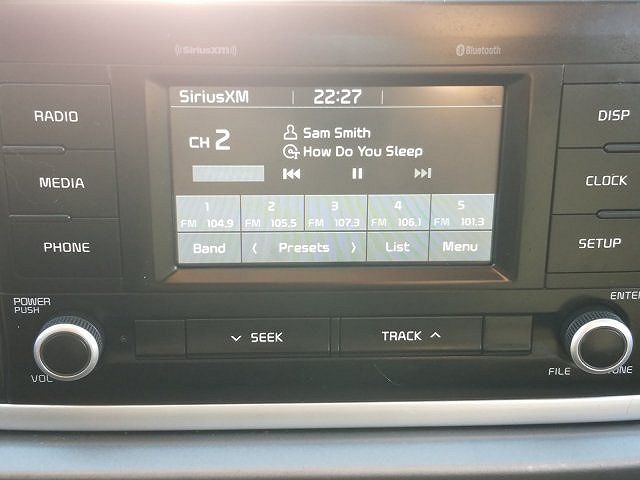 SiriusXM
Bluetooth
SiriusXM 22:27
RADIO
MEDIA
PHONE
CH 2
Sam Smith
How Do You Sleep
1 2 3 4 5
FM 104.9 FM 105.5 FM 107.3 FM 106.1 FM 101.3
Band Presets List Menu
DISP
CLOCK
SETUP
POWER
PUSH
VOL
SEEK
TRACK
ENTE
FILE
TUNE